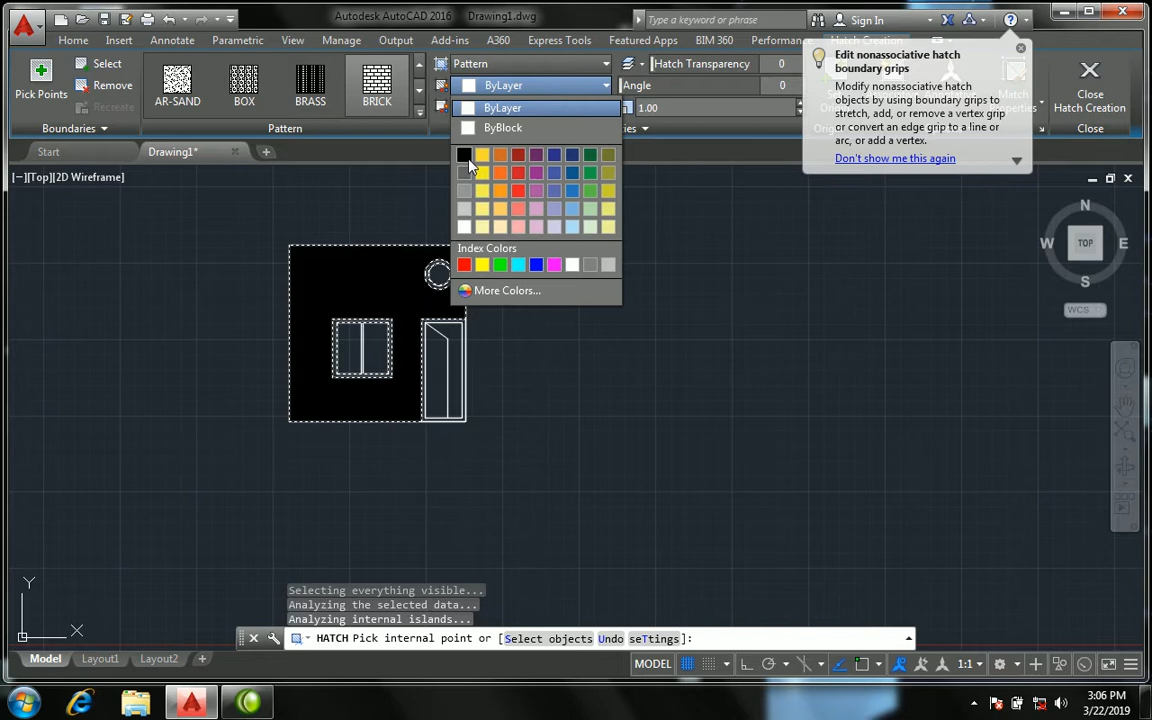 Autodesk AutoCAD 2016 Drawing1.dwg
Type a keyword or phrase
Sign In
Home Insert Annotate Parametric View Manage Output Add-ins A360 Express Tools Featured Apps BIM 360 Performance Hatch Creation
Pick Points
Select
Remove
Boundaries
AR-SAND
BOX
BRASS
BRICK
Pattern
Pattern
ByLayer
ByLayer
ByBlock
Index Colors
More Colors...
Hatch Transparency 0
Angle 0
1.00
Edit nonassociative hatch
boundary grips
Modify nonassociative hatch
objects by using boundary grips to
stretch, add, or remove a vertex grip
or convert an edge grip to a line or
arc, or add a vertex.
Don't show me this again
Close
Hatch Creation
Close
Start
Drawing1*
[−][Top][2D Wireframe]
N
W
TOP
E
S
WCS
Y
X
Selecting everything visible...
Analyzing the selected data...
Analyzing internal islands...
HATCH Pick internal point or [Select objects Undo seTtings]:
Model Layout1 Layout2
MODEL
1:1
3:06 PM
3/22/2019